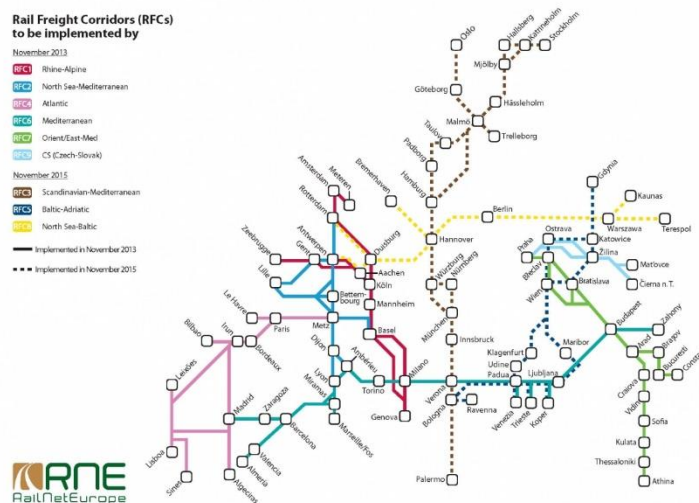 Rail Freight Corridors (RFCs)
to be implemented by
November 2013
RFC1 Rhine-Alpine
RFC2 North Sea-Mediterranean
RFC4 Atlantic
RFC6 Mediterranean
RFC7 Orient/East-Med
RFC9 CS (Czech-Slovak)
November 2015
RFC3 Scandinavian-Mediterranean
RFC5 Baltic-Adriatic
RFC8 North Sea-Baltic
Implemented in November 2013
Implemented in November 2015
Oslo
Hallsberg
Katrineholm
Stockholm
Mjölby
Göteborg
Hässleholm
Malmö
Trelleborg
Taulov
Padborg
Hamburg
Bremerhaven
Amsterdam
Meteren
Rotterdam
Gdynia
Kaunas
Berlin
Warszawa
Terespol
Hannover
Zeebrugge
Gent
Antwerpen
Duisburg
Aachen
Köln
Lille
Bettem-
bourg
Mannheim
Metz
Basel
Würzburg
Nürnberg
München
Innsbruck
Ostrava
Katowice
Praha
Žilina
Břeclav
Maťovce
Čierna n. T.
Wien
Bratislava
Budapest
Zahony
Le Havre
Paris
Bilbao
Irun
Bordeaux
Dijon
Ambérieu
Lyon
Miramas
Torino
Milano
Genova
Marseille/Fos
Klagenfurt
Maribor
Udine
Padua
Ljubljana
Verona
Bologna
Ravenna
Venezia
Trieste
Koper
Arad
Braşov
Bucureşti
Craiova
Vidin
Sofia
Kulata
Thessaloniki
Athina
Leixões
Madrid
Zaragoza
Barcelona
Valencia
Almería
Lisboa
Sines
Algeciras
Palermo
RNE
RailNetEurope